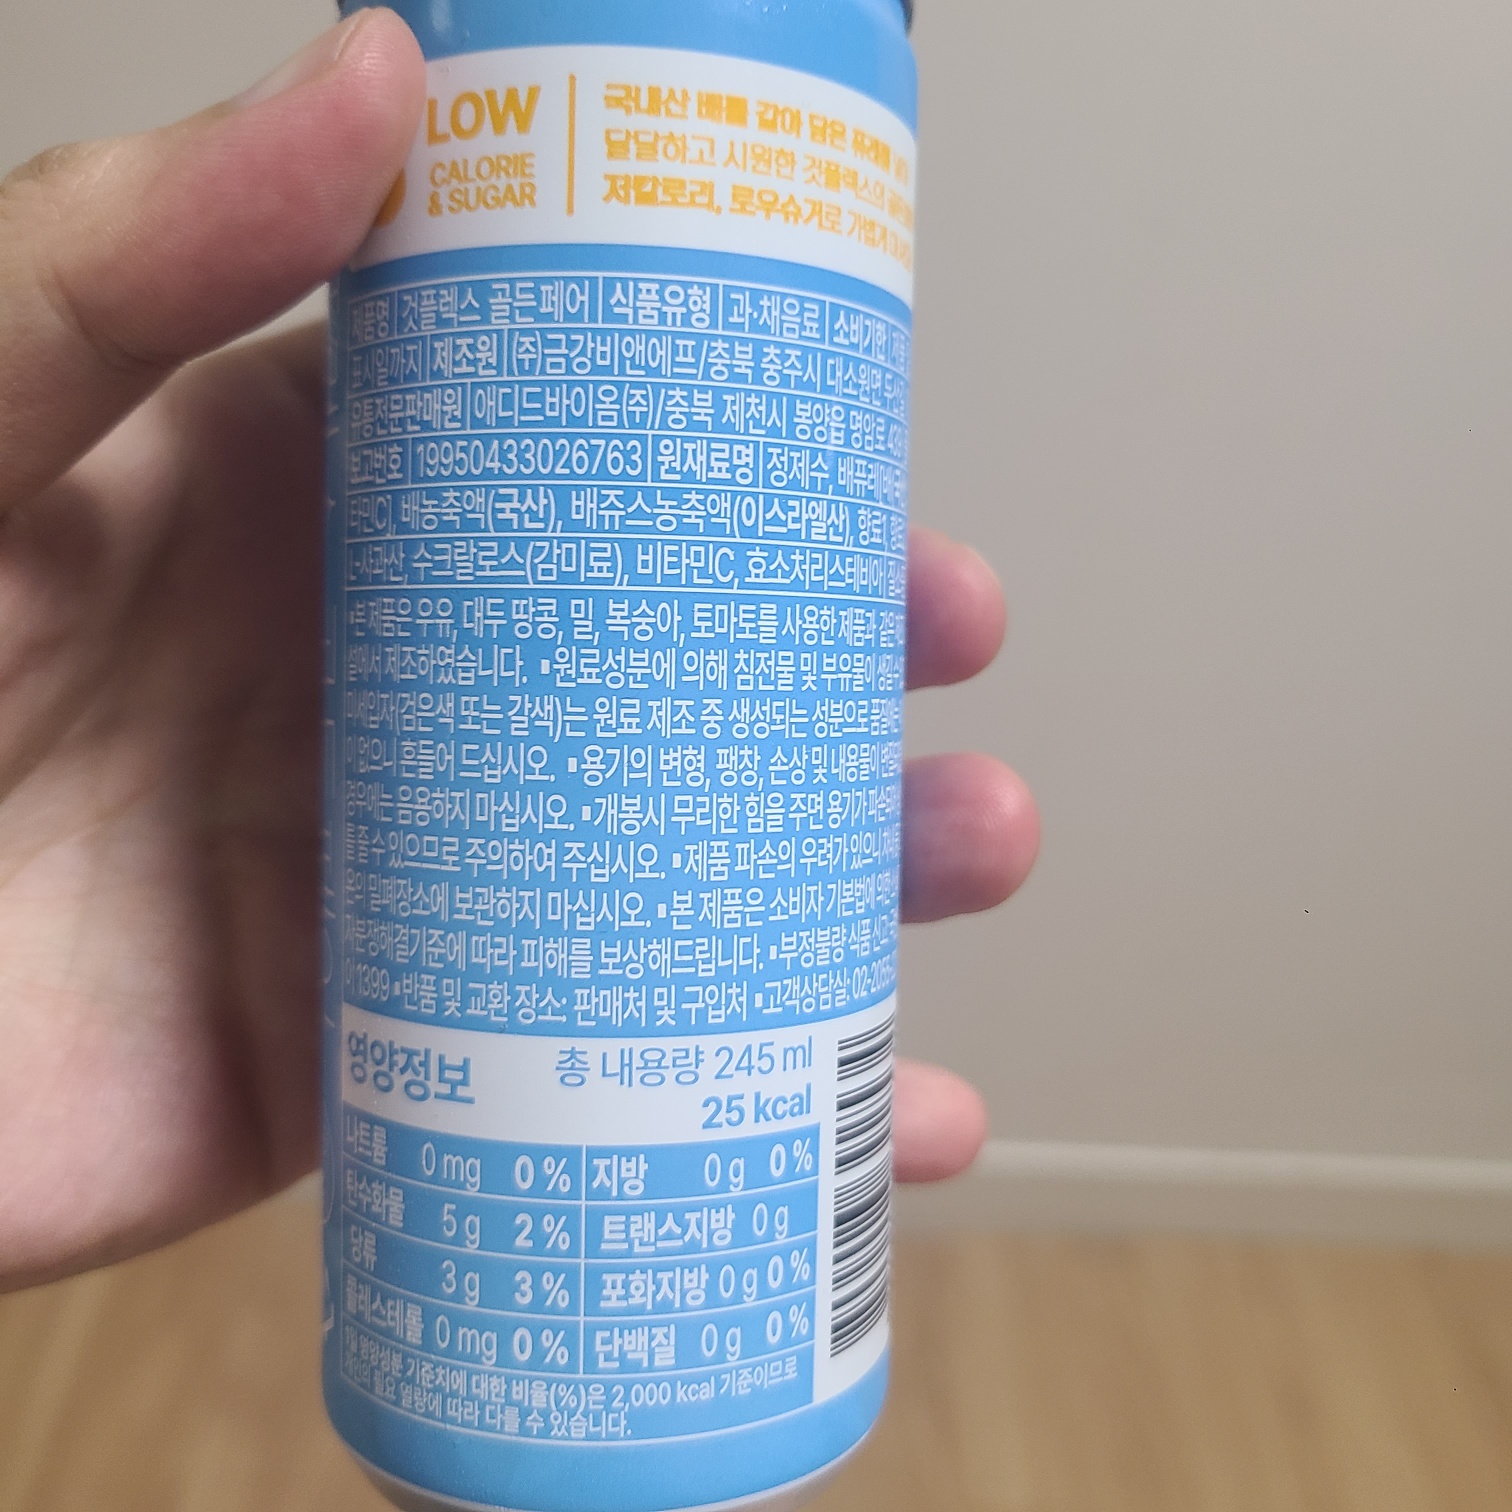 LOW
CALORIE
& SUGAR
국내산 배를 갈아 담은 퓨레를
달달하고 시원한 것플렉스의
저칼로리, 로우슈거로 가볍게
제품명 것플렉스 골든페어 식품유형 과·채음료 소비기한
표시일까지 제조원 (주)금강비앤에프/충북 충주시 대소원면
유통전문판매원 애디드바이옴(주)/충북 제천시 봉양읍 명암로
보고번호 19950433026763 원재료명 정제수, 배퓨레
타민C], 배농축액(국산), 배쥬스농축액(이스라엘산), 향료1,
L-사과산, 수크랄로스(감미료), 비타민C, 효소처리스테비아
▪본 제품은 우유, 대두 땅콩, 밀, 복숭아, 토마토를 사용한 제품과 같은
설에서 제조하였습니다. ▪원료성분에 의해 침전물 및 부유물이 생길
미세입자(검은색 또는 갈색)는 원료 제조 중 생성되는 성분으로
이 없으니 흔들어 드십시오. ▪용기의 변형, 팽창, 손상 및 내용물이
경우에는 음용하지 마십시오. ▪개봉시 무리한 힘을 주면 용기가
를 줄 수 있으므로 주의하여 주십시오. ▪제품 파손의 우려가 있으니
온의 밀폐장소에 보관하지 마십시오. ▪본 제품은 소비자 기본법에
자분쟁해결기준에 따라 피해를 보상해드립니다. ▪부정불량 식품 신고
이 1399 ▪반품 및 교환 장소: 판매처 및 구입처 ▪고객상담실:
영양정보 총 내용량 245 ml
25 kcal
나트륨 0 mg 0 % 지방 0 g 0 %
탄수화물 5 g 2 % 트랜스지방 0 g
당류 3 g 3 % 포화지방 0 g 0 %
콜레스테롤 0 mg 0 % 단백질 0 g 0 %
1일 영양성분 기준치에 대한 비율(%)은 2,000 kcal 기준이므로
개인의 필요 열량에 따라 다를 수 있습니다.